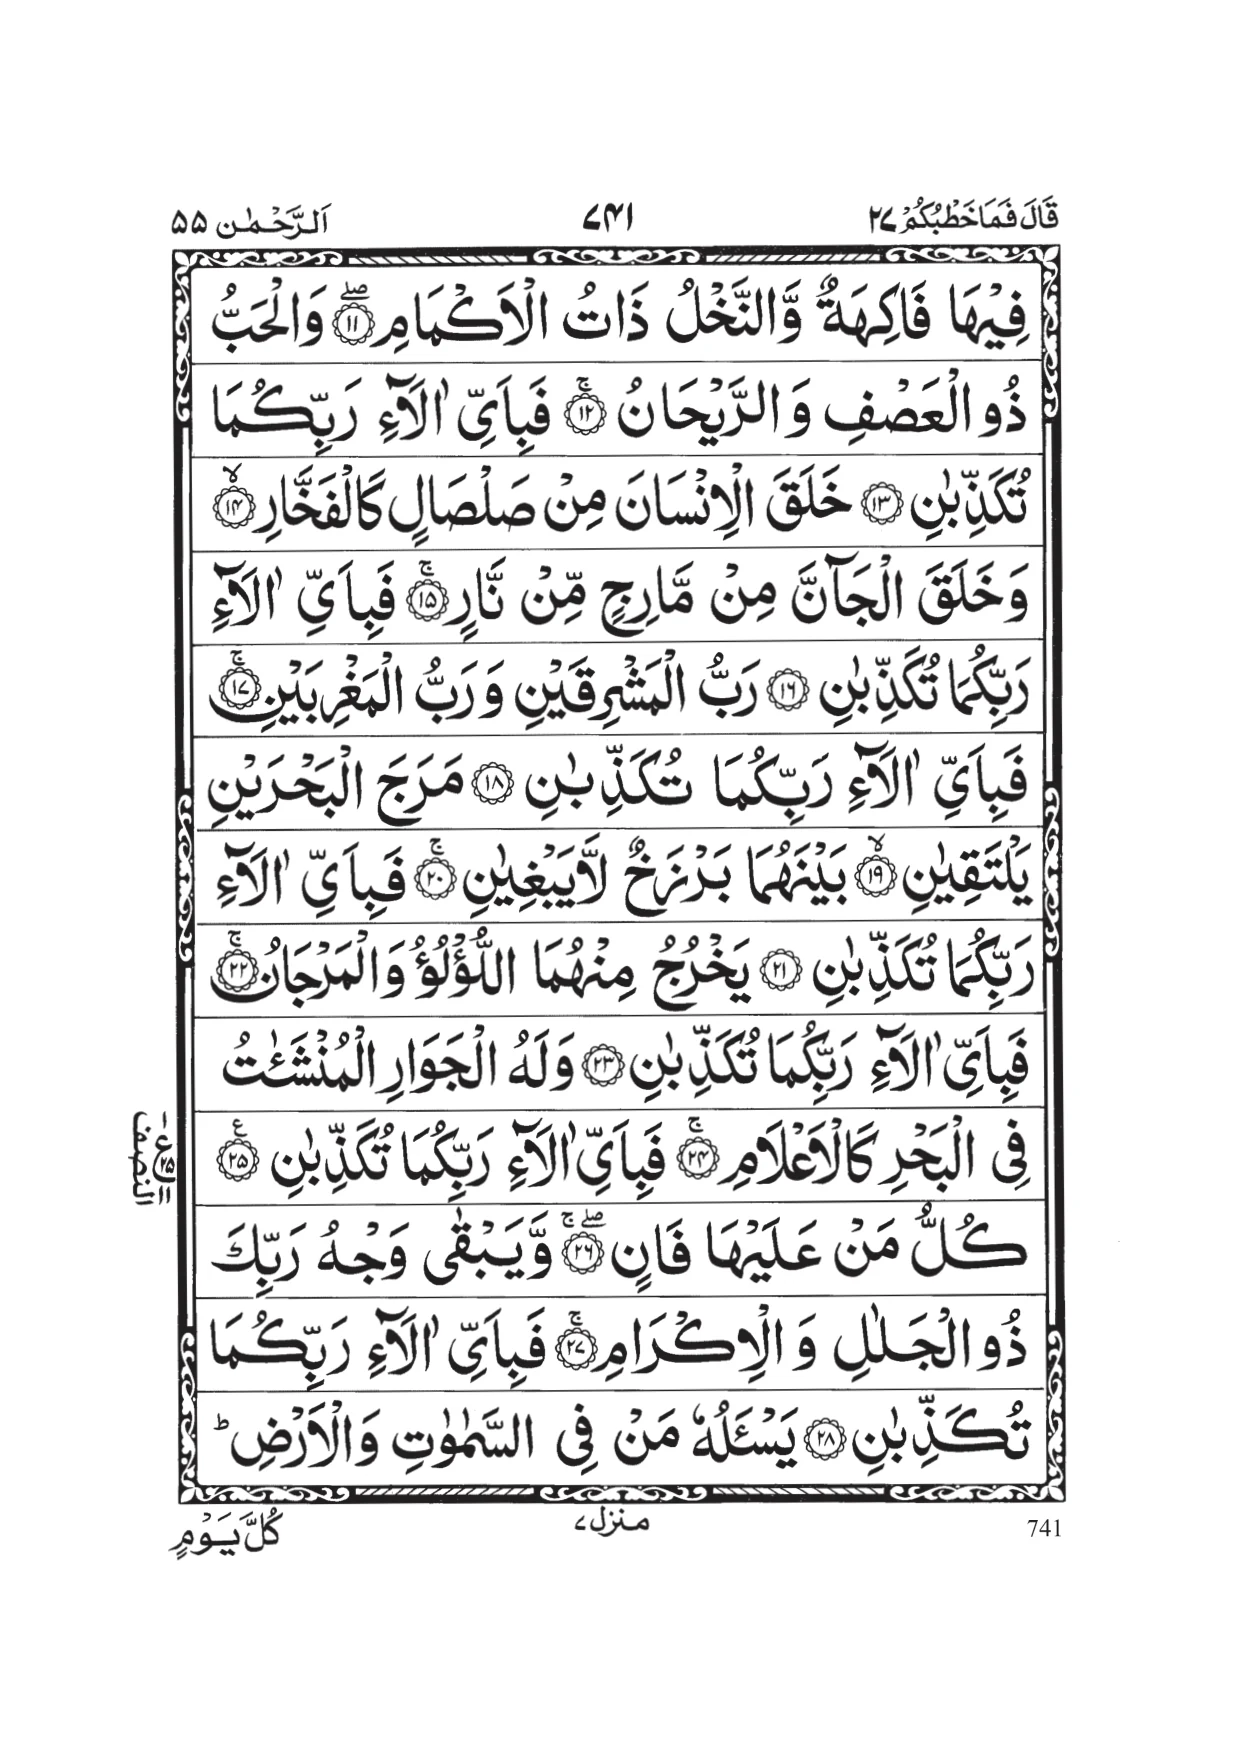 قَالَ فَمَا خَطْبُكُمْ ٢٧
٧٤١
اَلرَّحْمٰن ٥٥
فِيْهَا فَاكِهَةٌ وَّالنَّخْلُ ذَاتُ الْاَكْمَامِ ۖ ١١ وَالْحَبُّ
ذُو الْعَصْفِ وَالرَّيْحَانُ ۚ ١٢ فَبِاَيِّ اٰلَآءِ رَبِّكُمَا
تُكَذِّبٰنِ ١٣ خَلَقَ الْاِنْسَانَ مِنْ صَلْصَالٍ كَالْفَخَّارِ ۙ ١٤
وَخَلَقَ الْجَآنَّ مِنْ مَّارِجٍ مِّنْ نَّارٍ ۚ ١٥ فَبِاَيِّ اٰلَآءِ
رَبِّكُمَا تُكَذِّبٰنِ ١٦ رَبُّ الْمَشْرِقَيْنِ وَرَبُّ الْمَغْرِبَيْنِ ۚ ١٧
فَبِاَيِّ اٰلَآءِ رَبِّكُمَا تُكَذِّبٰنِ ١٨ مَرَجَ الْبَحْرَيْنِ
يَلْتَقِيٰنِ ۙ ١٩ بَيْنَهُمَا بَرْزَخٌ لَّايَبْغِيٰنِ ۚ ٢٠ فَبِاَيِّ اٰلَآءِ
رَبِّكُمَا تُكَذِّبٰنِ ٢١ يَخْرُجُ مِنْهُمَا اللُّؤْلُؤُ وَالْمَرْجَانُ ۚ ٢٢
فَبِاَيِّ اٰلَآءِ رَبِّكُمَا تُكَذِّبٰنِ ٢٣ وَلَهُ الْجَوَارِ الْمُنْشَئٰتُ
فِى الْبَحْرِ كَالْاَعْلَامِ ۚ ٢٤ فَبِاَيِّ اٰلَآءِ رَبِّكُمَا تُكَذِّبٰنِ ٢٥ ع
كُلُّ مَنْ عَلَيْهَا فَانٍ ۖ ۚ ٢٦ وَّيَبْقٰى وَجْهُ رَبِّكَ
ذُو الْجَلٰلِ وَالْاِكْرَامِ ۚ ٢٧ فَبِاَيِّ اٰلَآءِ رَبِّكُمَا
تُكَذِّبٰنِ ٢٨ يَسْئَلُهٗ مَنْ فِى السَّمٰوٰتِ وَالْاَرْضِ ؕ
النصف
كُلَّ يَوْمٍ
منزل ٧
741